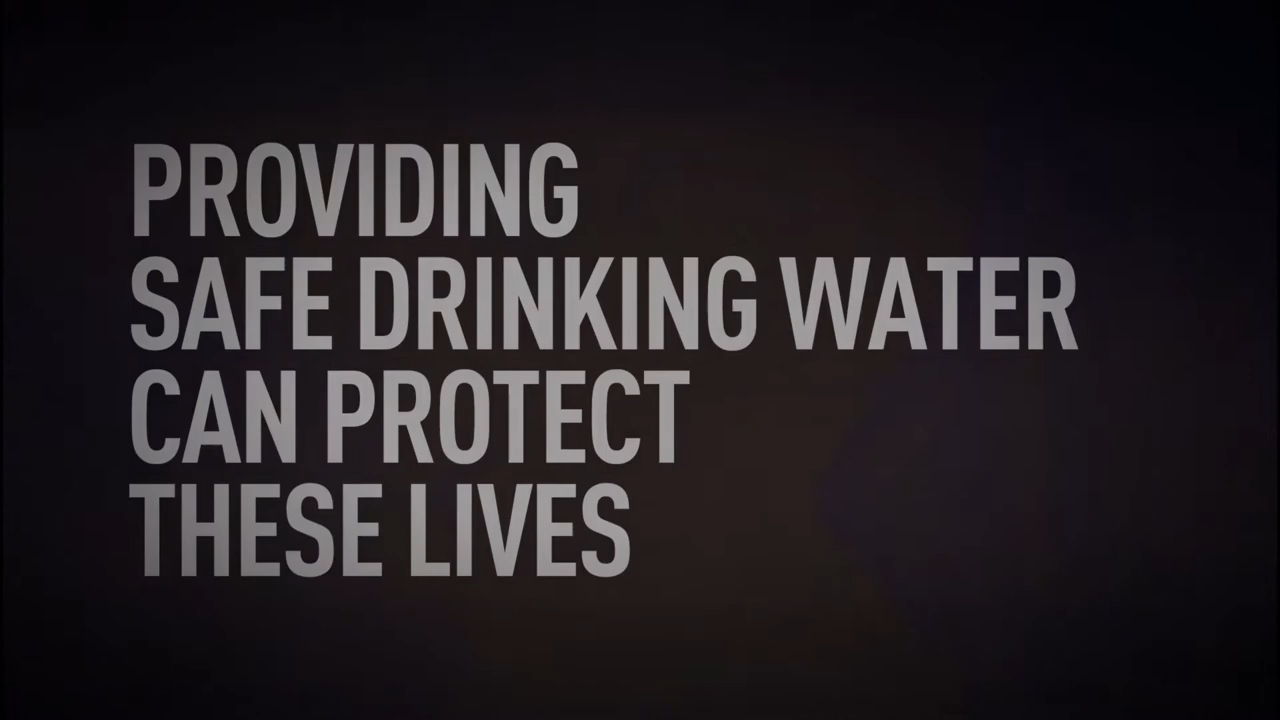 PROVIDING
SAFE DRINKING WATER
CAN PROTECT
THESE LIVES